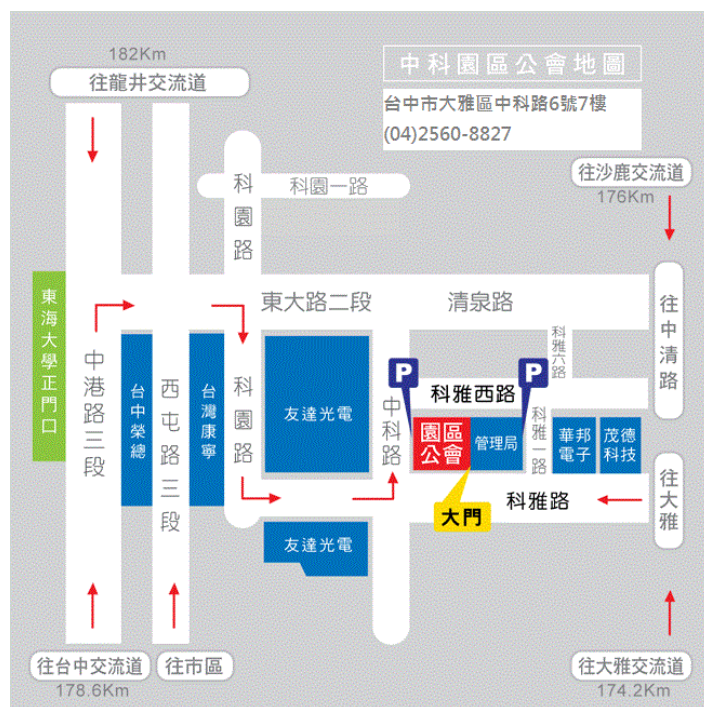 182Km
往龍井交流道
中科園區公會地圖
台中市大雅區中科路6號7樓
(04)2560-8827
往沙鹿交流道
176Km
科園路
科園一路
東海大學正門口
東大路二段
清泉路
往中清路
科雅六路
中港路三段
台中榮總
西屯路三段
台灣康寧
科園路
友達光電
中科路
P
P
科雅西路
園區
公會
管理局
科雅一路
華邦
電子
茂德
科技
大門
科雅路
往大雅
友達光電
往台中交流道
178.6Km
往市區
往大雅交流道
174.2Km